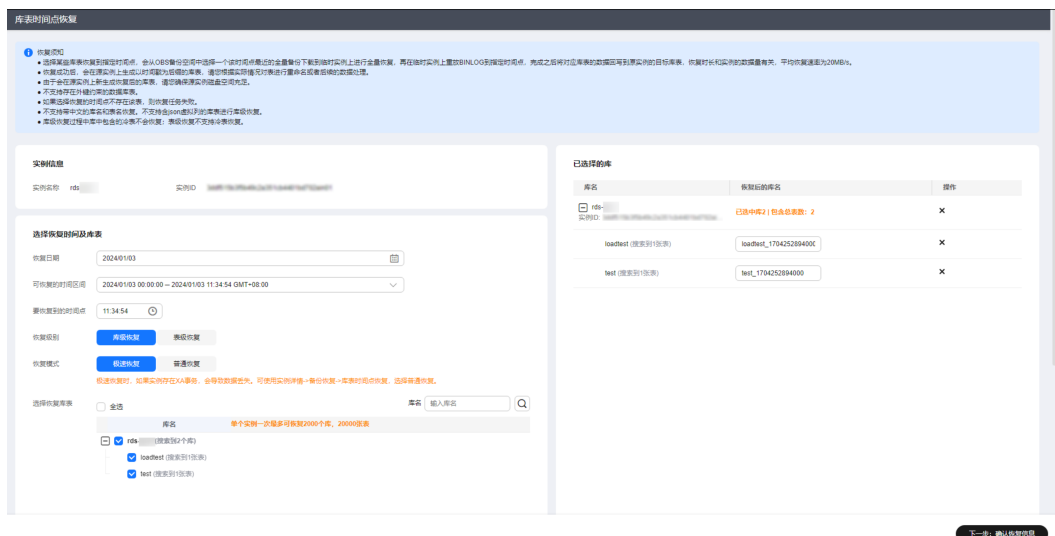 库表时间点恢复
恢复须知
• 选择某些库表恢复到指定时间点，会从OBS备份空间中选择一个该时间点最近的全量备份下载到临时实例上进行全量恢复，再在临时实例上重放BINLOG到指定时间点，完成之后将对应库表的数据回写到原实例的目标库表，恢复时长和实例的数据量有关，平均恢复速度为20MB/s。
• 恢复成功后，会在原实例上生成以时间戳为后缀的库表，请您根据实际情况对表进行重命名或者后续的数据处理。
• 由于会在原实例上新生成恢复后的库表，请您确保原实例磁盘空间充足。
• 不支持存在外键约束的数据库表。
• 如果选择恢复的时间点不存在该表，则恢复任务失败。
• 不支持带中文的库名和表名恢复。不支持含json虚拟列的库表进行库级恢复。
• 库级恢复过程中库中包含的冷表不会恢复；表级恢复不支持冷表恢复。
实例信息
实例名称 rds
实例ID
选择恢复时间及库表
恢复日期 2024/01/03
可恢复的时间区间 2024/01/03 00:00:00 – 2024/01/03 11:34:54 GMT+08:00
要恢复到的时间点 11:34:54
恢复级别 库级恢复 表级恢复
恢复模式 极速恢复 普通恢复
极速恢复时，如果实例存在XA事务，会导致数据丢失。可使用实例详情->备份恢复->库表时间点恢复，选择普通恢复。
选择恢复库表 全选 库名 输入库名
库名 单个实例一次最多可恢复2000个库，20000张表
rds- (搜索到2个库)
loadtest (搜索到1张表)
test (搜索到1张表)
已选择的库
库名 恢复后的库名 操作
rds-
实例ID: 已选中库2 | 包含总表数：2
loadtest (搜索到1张表) loadtest_170425289400
test (搜索到1张表) test_1704252894000
下一步：确认恢复信息